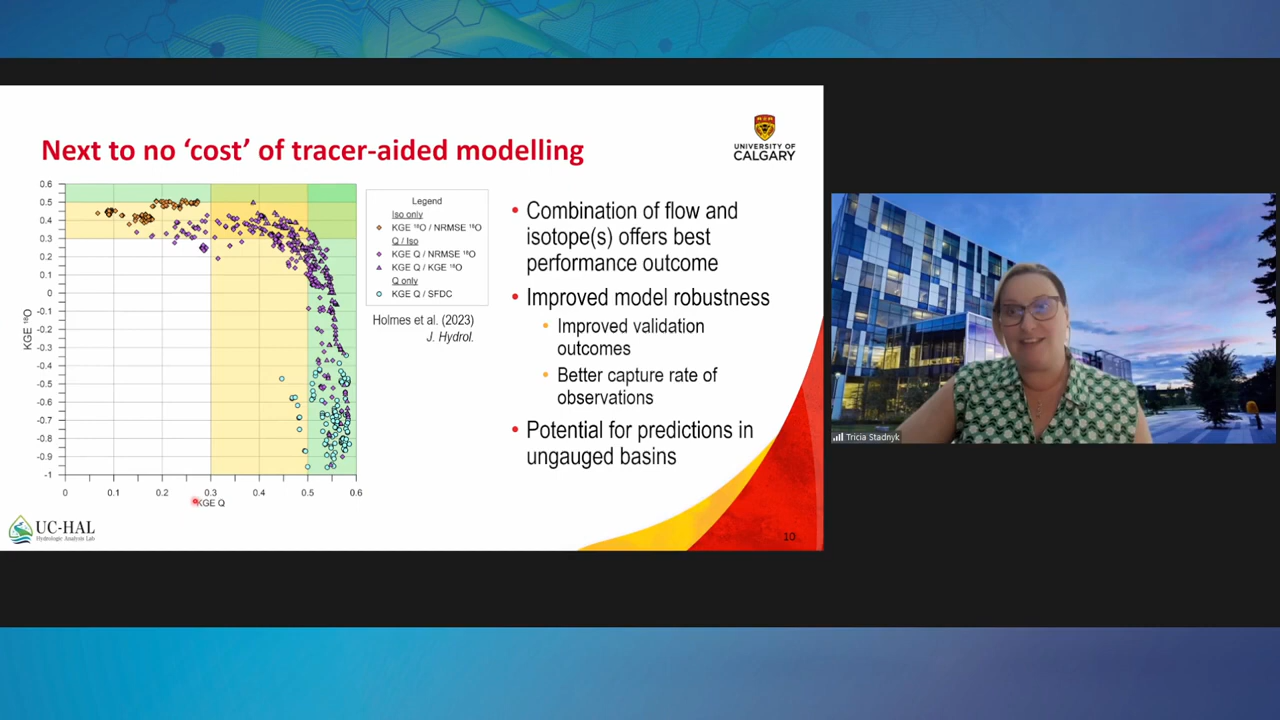 Next to no ‘cost’ of tracer-aided modelling
UNIVERSITY OF
CALGARY
0.6
0.5
0.4
0.3
0.2
0.1
0
-0.1
-0.2
-0.3
-0.4
-0.5
-0.6
-0.7
-0.8
-0.9
-1
KGE ¹⁸O
0 0.1 0.2 0.3 0.4 0.5 0.6
KGE Q
Legend
Iso only
KGE ¹⁸O / NRMSE ¹⁸O
Q / Iso
KGE Q / NRMSE ¹⁸O
KGE Q / KGE ¹⁸O
Q only
KGE Q / SFDC
Holmes et al. (2023)
J. Hydrol.
• Combination of flow and
isotope(s) offers best
performance outcome
• Improved model robustness
• Improved validation
outcomes
• Better capture rate of
observations
• Potential for predictions in
ungauged basins
UC-HAL
Hydrologic Analysis Lab
10
Tricia Stadnyk